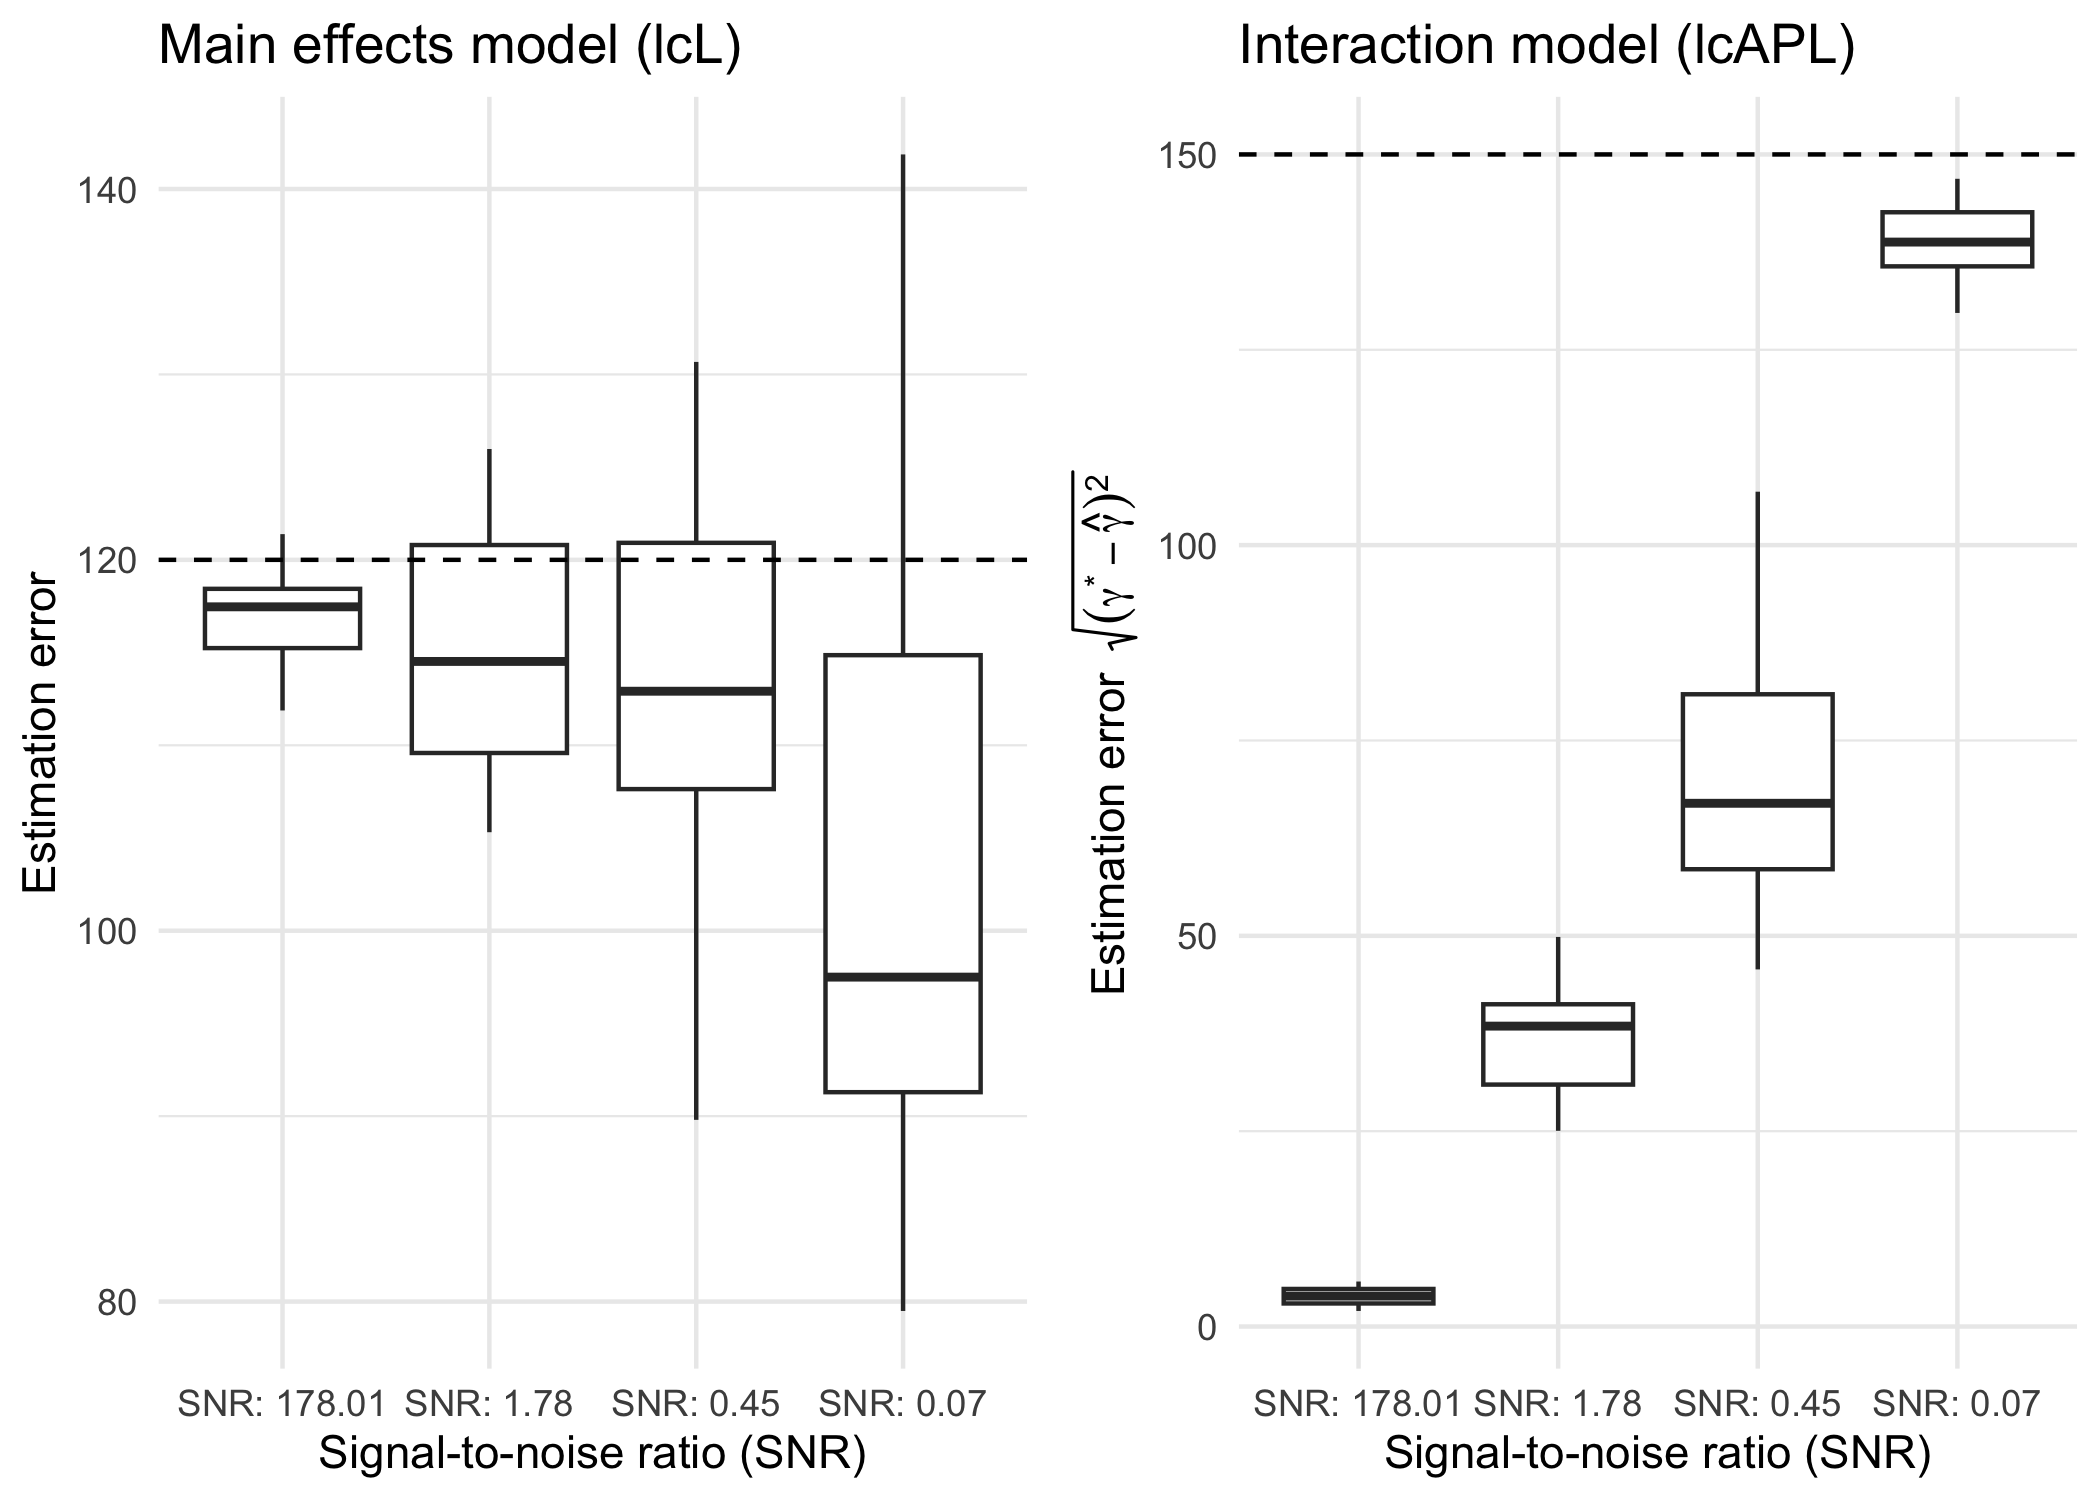 Main effects model (lcL)
Estimation error
140
120
100
80
SNR: 178.01 SNR: 1.78 SNR: 0.45 SNR: 0.07
Signal-to-noise ratio (SNR)
Interaction model (lcAPL)
Estimation error √(γ* − γ̂)²
150
100
50
0
SNR: 178.01 SNR: 1.78 SNR: 0.45 SNR: 0.07
Signal-to-noise ratio (SNR)